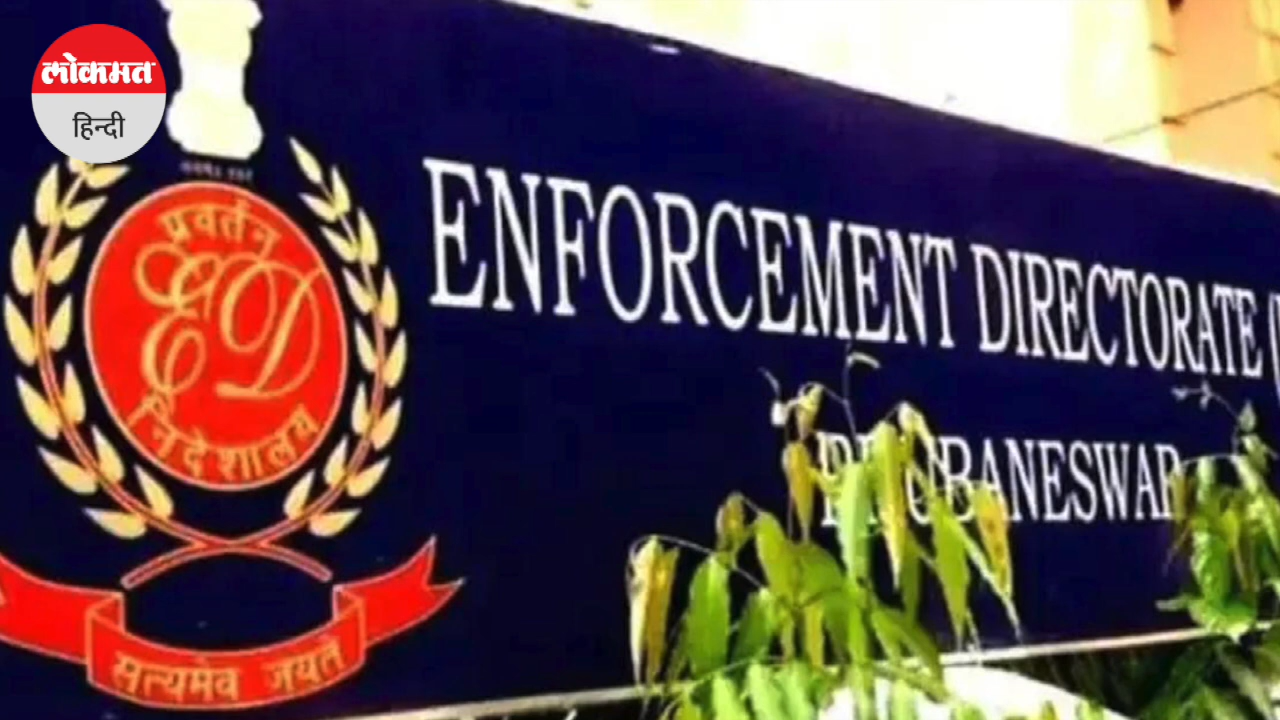 लोकमत
हिन्दी
प्रवर्तन
ED
निदेशालय
सत्यमेव जयते
ENFORCEMENT DIRECTORATE (
BHUBANESWAR